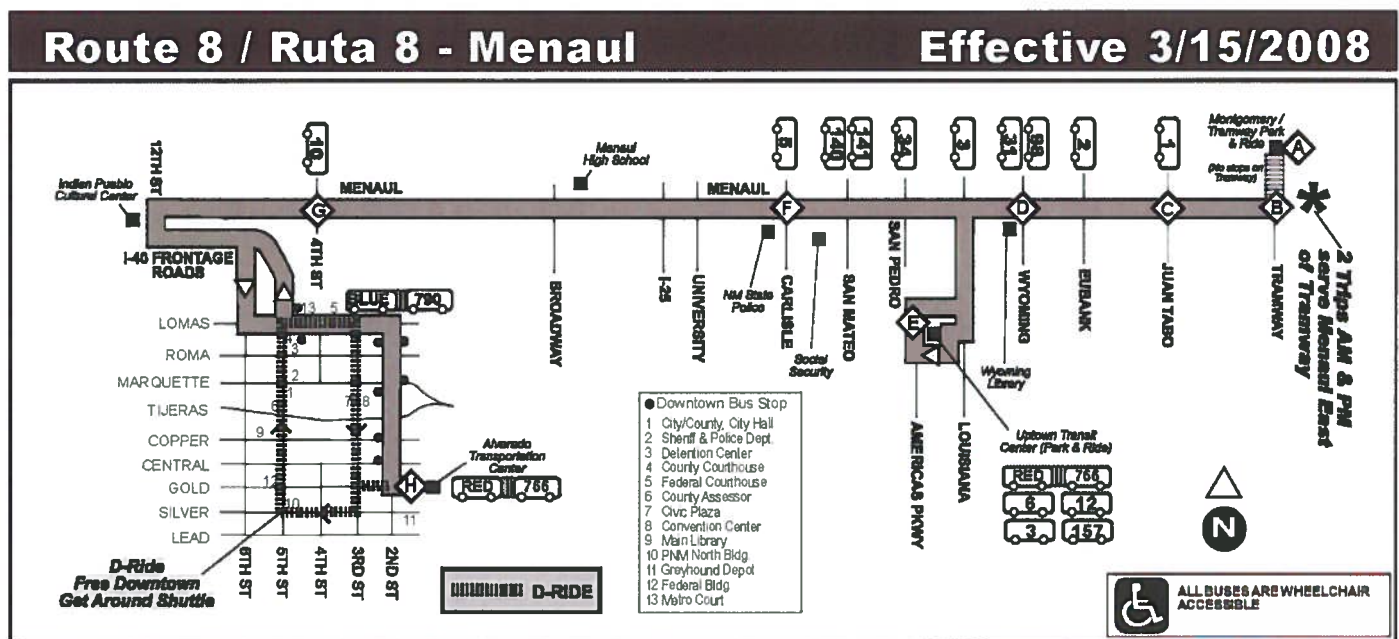 Route 8 / Ruta 8 - Menaul
Effective 3/15/2008
12TH ST
Indian Pueblo
Cultural Center
10
MENAUL
Menaul
High School
MENAUL
5
140
141
34
3
31
98
2
1
Montgomery /
Tramway Park
& Ride
(No stops on
Tramway)
A
G
F
D
C
B
*
2 Trips AM & PM
serve Menaul East
of Tramway
I-40 FRONTAGE
ROADS
4TH ST
BROADWAY
I-25
UNIVERSITY
NM State
Police
CARLISLE
Social
Security
SAN MATEO
SAN PEDRO
E
AMERICAS PKWY
LOUISIANA
Wyoming
Library
WYOMING
EUBANK
JUAN TABO
TRAMWAY
Uptown Transit
Center (Park & Ride)
RED 766
6 12
3 157
BLUE 790
LOMAS
13 5
4
3
ROMA
MARQUETTE
2
1
TIJERAS
6
7 8
COPPER
9
CENTRAL
GOLD
12
H
Alvarado
Transportation
Center
RED 766
SILVER
10
11
LEAD
6TH ST
5TH ST
4TH ST
3RD ST
2ND ST
D-Ride
Free Downtown
Get Around Shuttle
D-RIDE
Downtown Bus Stop
1 City/County, City Hall
2 Sheriff & Police Dept.
3 Detention Center
4 County Courthouse
5 Federal Courthouse
6 County Assessor
7 Civic Plaza
8 Convention Center
9 Main Library
10 PNM North Bldg.
11 Greyhound Depot
12 Federal Bldg
13 Metro Court
N
ALL BUSES ARE WHEELCHAIR
ACCESSIBLE